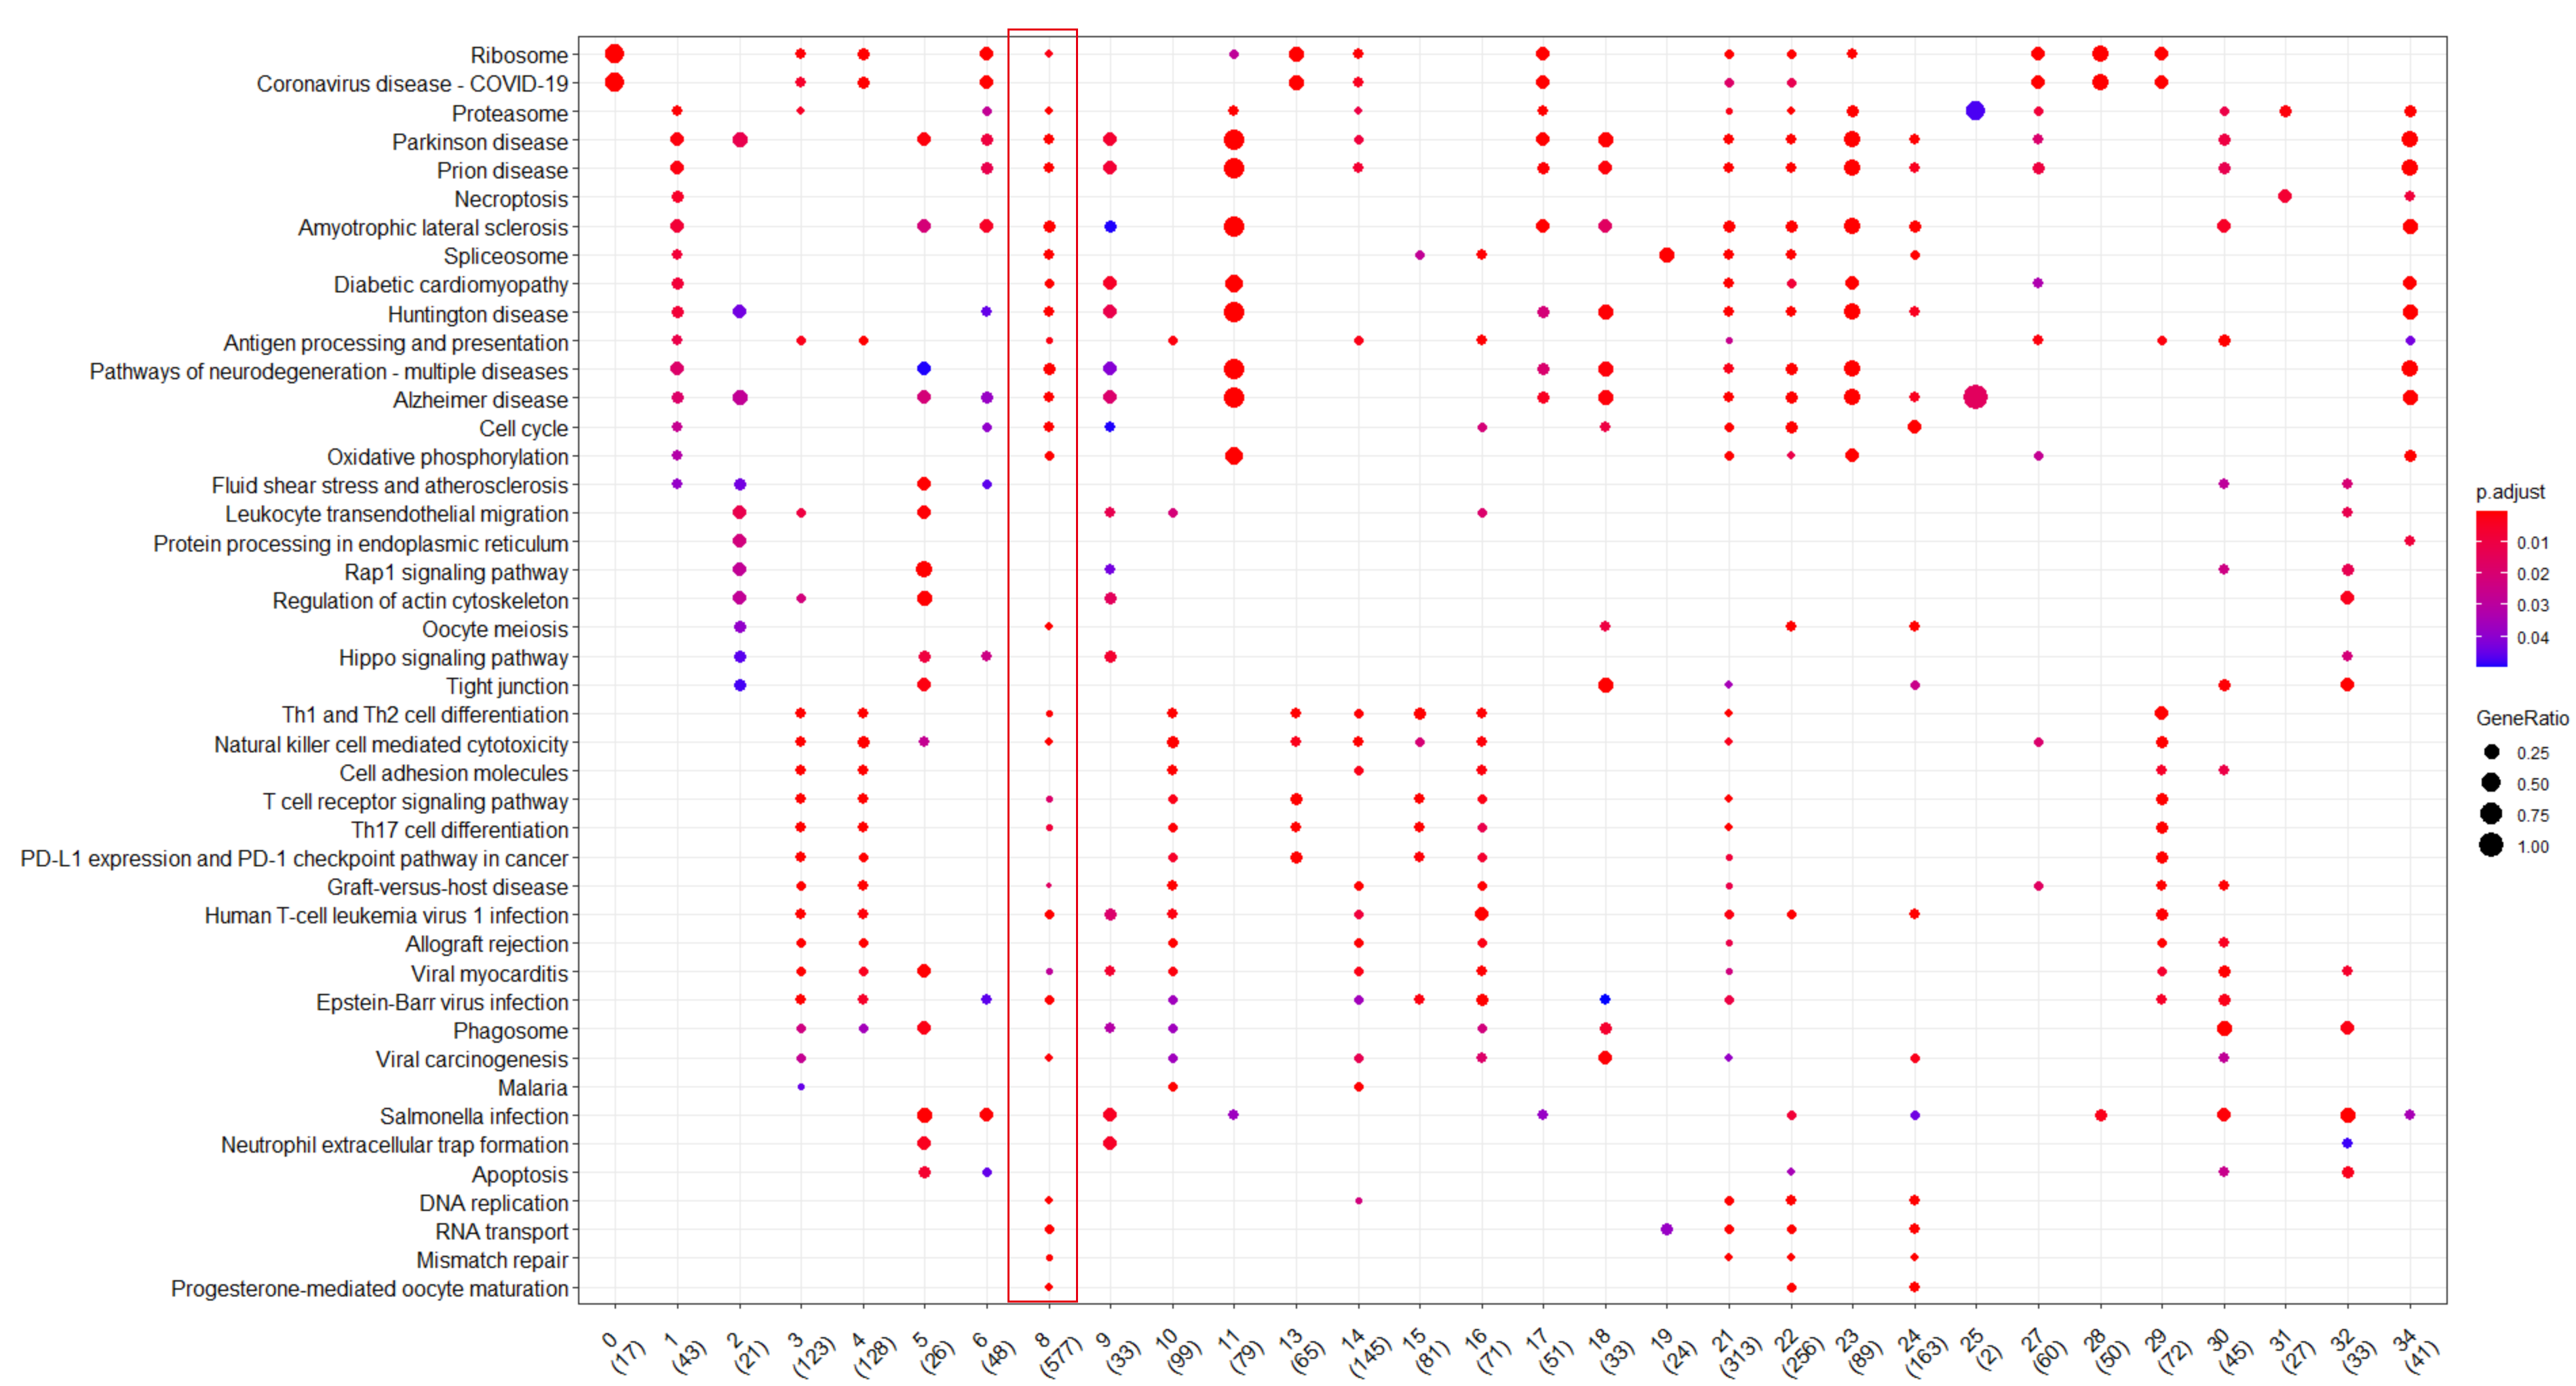 Ribosome
Coronavirus disease - COVID-19
Proteasome
Parkinson disease
Prion disease
Necroptosis
Amyotrophic lateral sclerosis
Spliceosome
Diabetic cardiomyopathy
Huntington disease
Antigen processing and presentation
Pathways of neurodegeneration - multiple diseases
Alzheimer disease
Cell cycle
Oxidative phosphorylation
Fluid shear stress and atherosclerosis
Leukocyte transendothelial migration
Protein processing in endoplasmic reticulum
Rap1 signaling pathway
Regulation of actin cytoskeleton
Oocyte meiosis
Hippo signaling pathway
Tight junction
Th1 and Th2 cell differentiation
Natural killer cell mediated cytotoxicity
Cell adhesion molecules
T cell receptor signaling pathway
Th17 cell differentiation
PD-L1 expression and PD-1 checkpoint pathway in cancer
Graft-versus-host disease
Human T-cell leukemia virus 1 infection
Allograft rejection
Viral myocarditis
Epstein-Barr virus infection
Phagosome
Viral carcinogenesis
Malaria
Salmonella infection
Neutrophil extracellular trap formation
Apoptosis
DNA replication
RNA transport
Mismatch repair
Progesterone-mediated oocyte maturation
0
(17)
1
(43)
2
(21)
3
(123)
4
(128)
5
(26)
6
(48)
8
(577)
9
(33)
10
(99)
11
(79)
13
(65)
14
(145)
15
(81)
16
(71)
17
(51)
18
(33)
19
(24)
21
(313)
22
(256)
23
(89)
24
(163)
25
(2)
27
(60)
28
(50)
29
(72)
30
(45)
31
(27)
32
(33)
34
(41)
p.adjust
0.01
0.02
0.03
0.04
GeneRatio
0.25
0.50
0.75
1.00